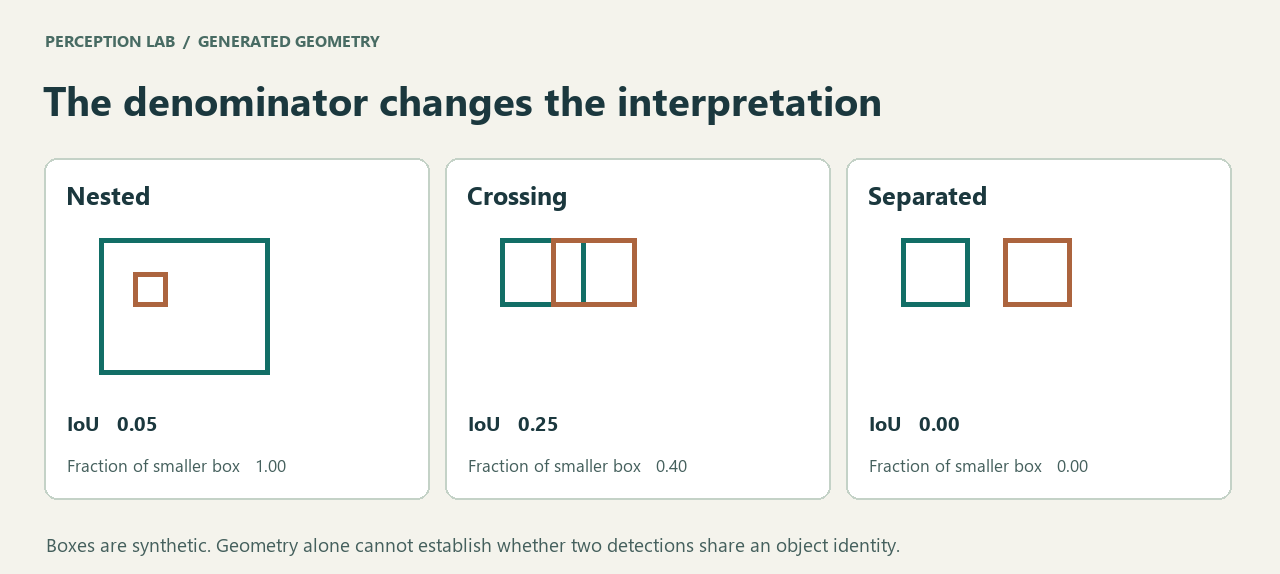 PERCEPTION LAB / GENERATED GEOMETRY
The denominator changes the interpretation
Nested
IoU 0.05
Fraction of smaller box 1.00
Crossing
IoU 0.25
Fraction of smaller box 0.40
Separated
IoU 0.00
Fraction of smaller box 0.00
Boxes are synthetic. Geometry alone cannot establish whether two detections share an object identity.